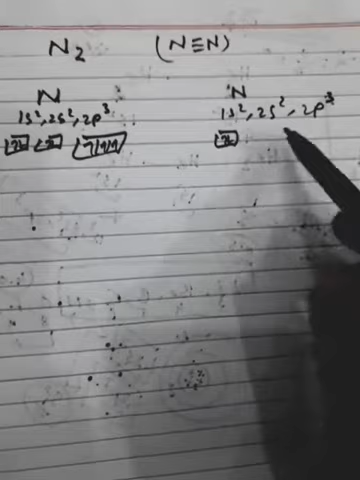 N₂ (N≡N)
N N
1s², 2s², 2p³ 1s², 2s², 2p³
[↑↓] [↑↓] [↑|↑|↑] [↑↓]